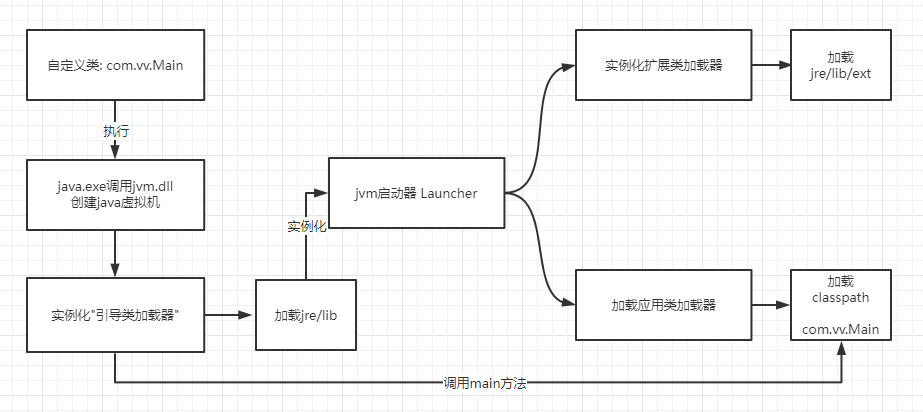 自定义类: com.vv.Main
执行
java.exe调用jvm.dll
创建java虚拟机
实例化"引导类加载器"
加载jre/lib
实例化
jvm启动器 Launcher
实例化扩展类加载器
加载
jre/lib/ext
加载应用类加载器
加载
classpath
com.vv.Main
调用main方法